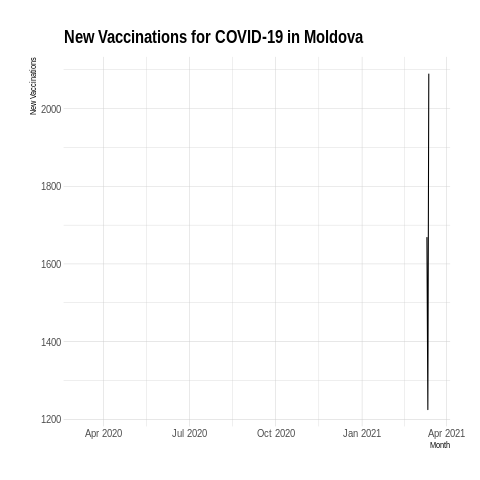 New Vaccinations for COVID-19 in Moldova
New Vaccinations
2000
1800
1600
1400
1200
Apr 2020 Jul 2020 Oct 2020 Jan 2021 Apr 2021
Month